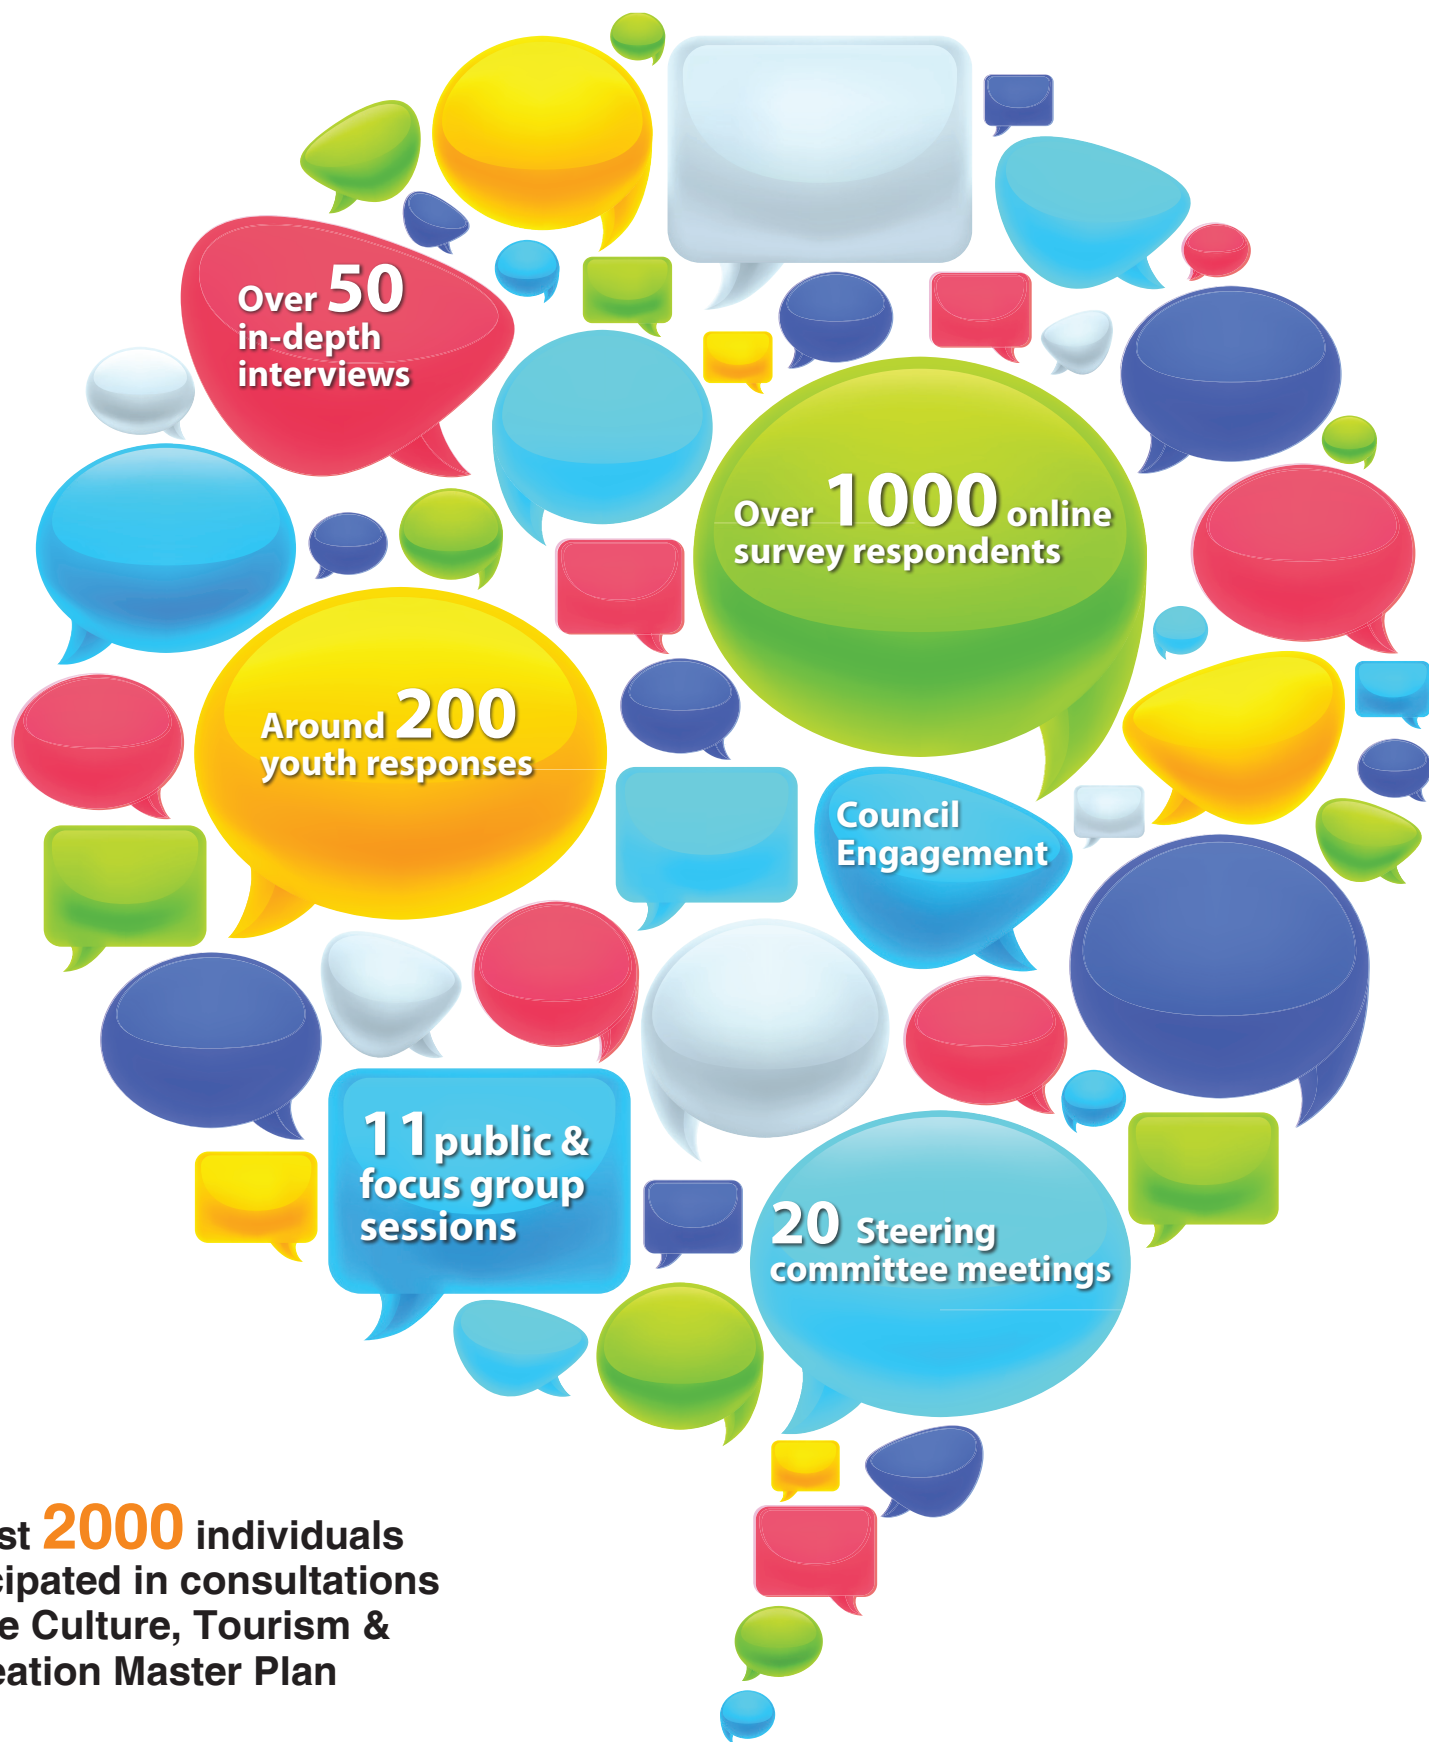 Over 50
in-depth
interviews
Over 1000 online
survey respondents
Around 200
youth responses
Council
Engagement
11 public &
focus group
sessions
20 Steering
committee meetings
st 2000 individuals
cipated in consultations
e Culture, Tourism &
eation Master Plan